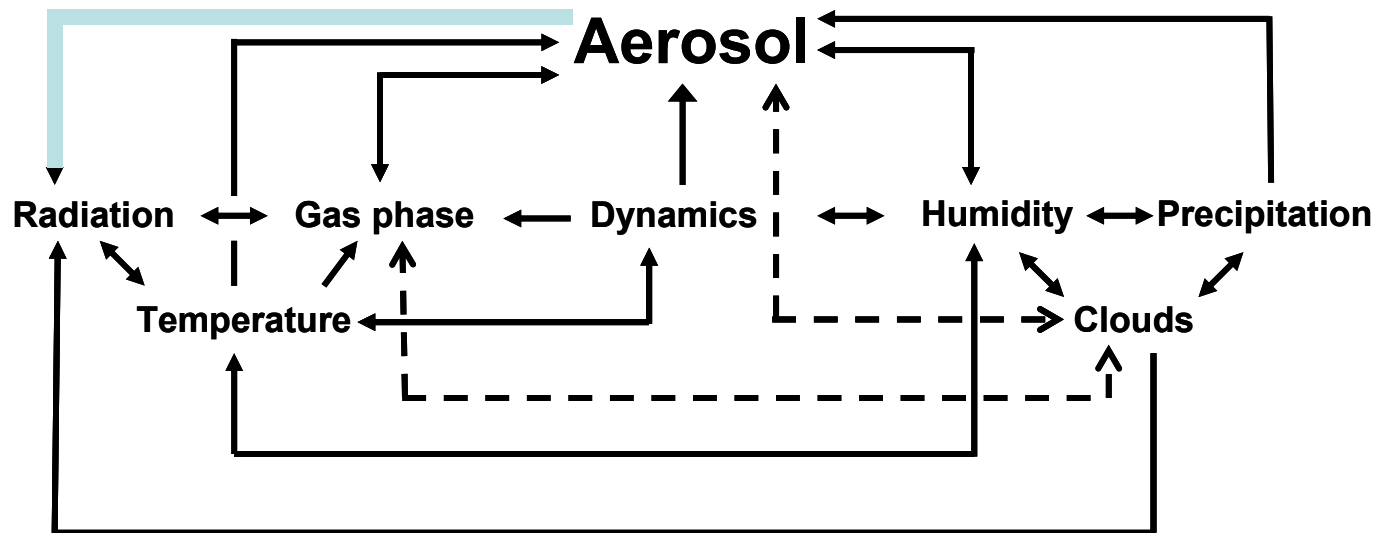 Aerosol
Radiation
Gas phase
Dynamics
Humidity
Precipitation
Temperature
Clouds